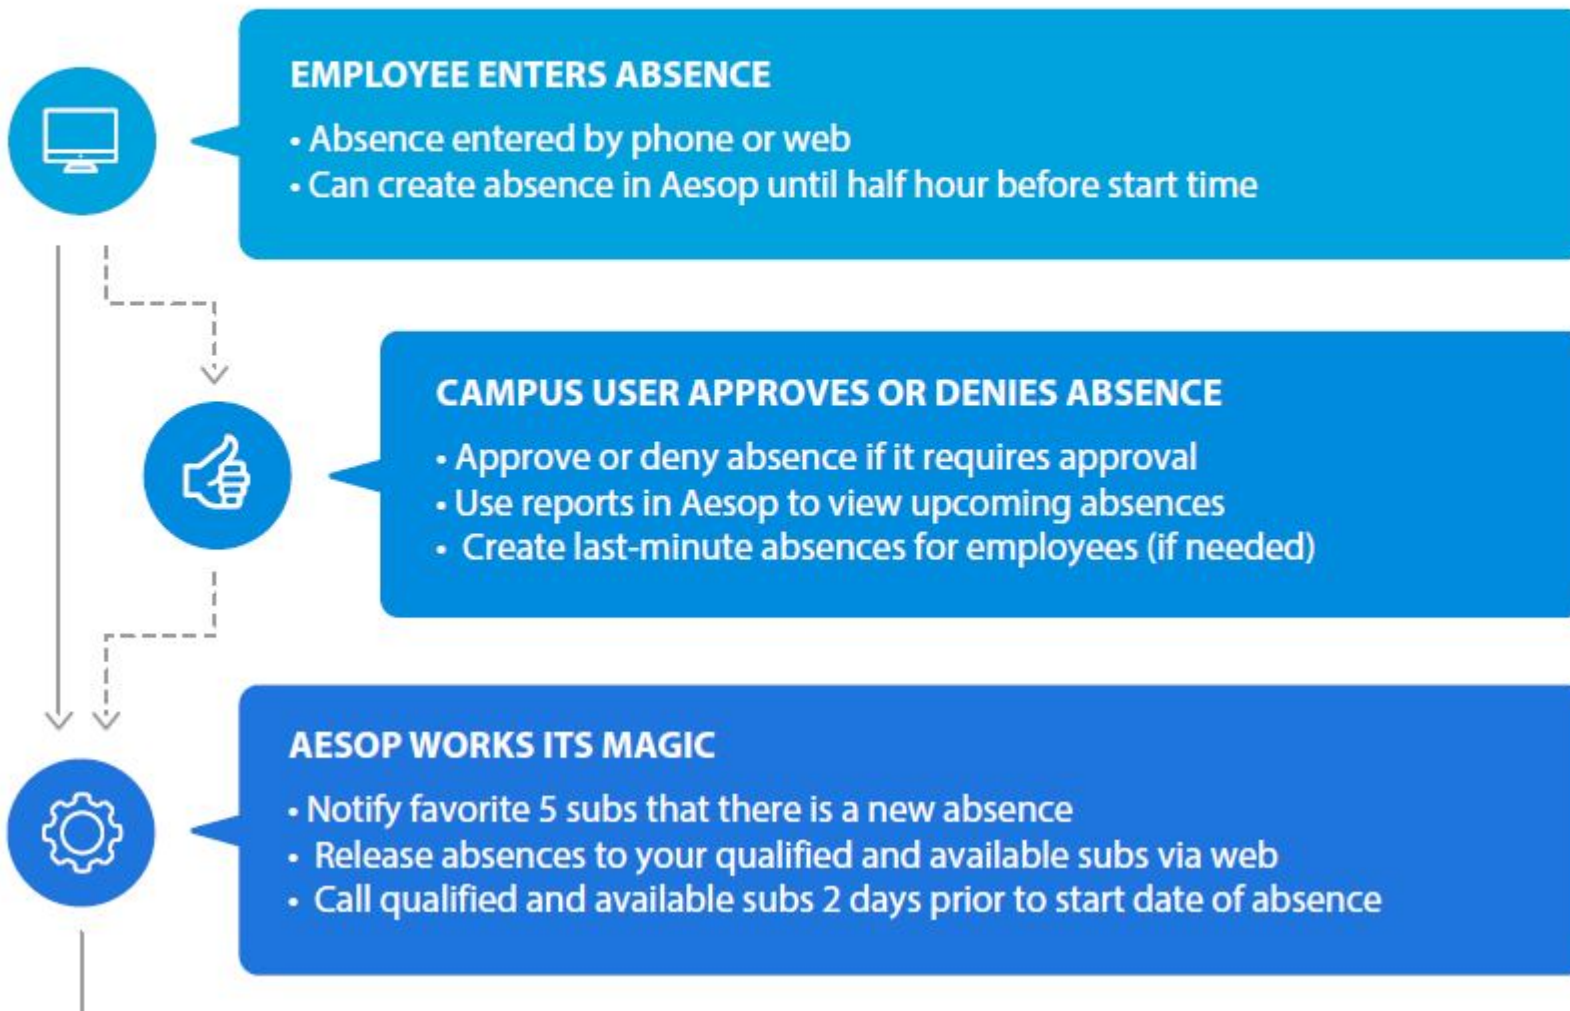 EMPLOYEE ENTERS ABSENCE
• Absence entered by phone or web
• Can create absence in Aesop until half hour before start time
CAMPUS USER APPROVES OR DENIES ABSENCE
• Approve or deny absence if it requires approval
• Use reports in Aesop to view upcoming absences
• Create last-minute absences for employees (if needed)
AESOP WORKS ITS MAGIC
• Notify favorite 5 subs that there is a new absence
• Release absences to your qualified and available subs via web
• Call qualified and available subs 2 days prior to start date of absence